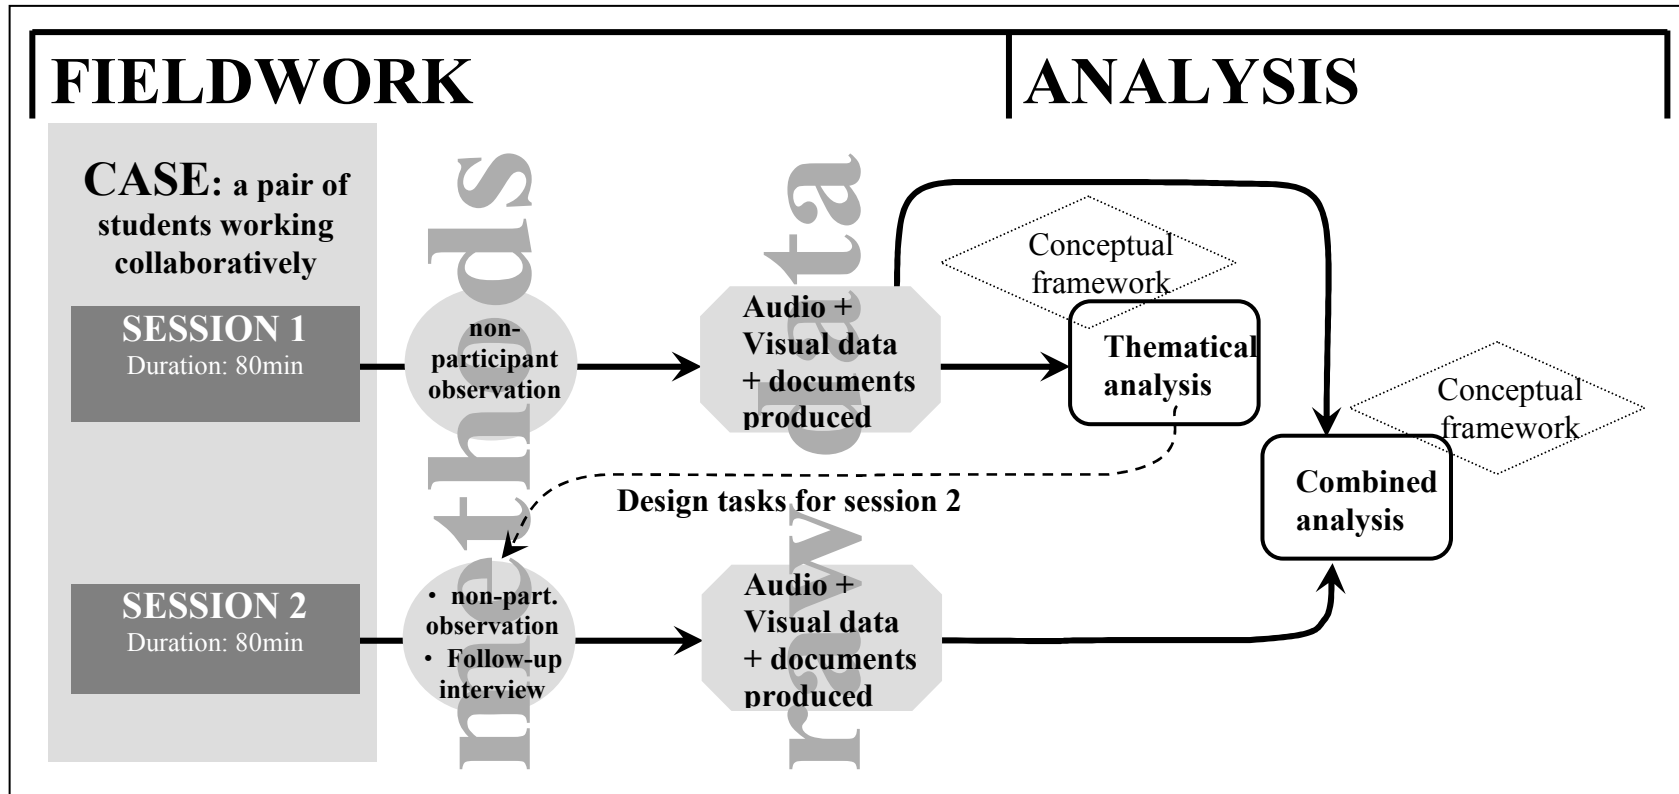 FIELDWORK
ANALYSIS
CASE: a pair of
students working
collaboratively
methods
raw data
SESSION 1
Duration: 80min
non-
participant
observation
Audio +
Visual data
+ documents
produced
Conceptual
framework
Thematical
analysis
Conceptual
framework
Combined
analysis
Design tasks for session 2
SESSION 2
Duration: 80min
• non-part.
observation
• Follow-up
interview
Audio +
Visual data
+ documents
produced